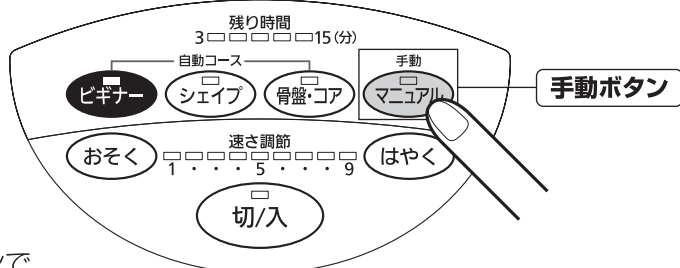 残り時間
3 15(分)
自動コース
手動
ビギナー シェイプ 骨盤・コア マニュアル
手動ボタン
速さ調節
おそく はやく
1・・・5・・・9
切/入
で